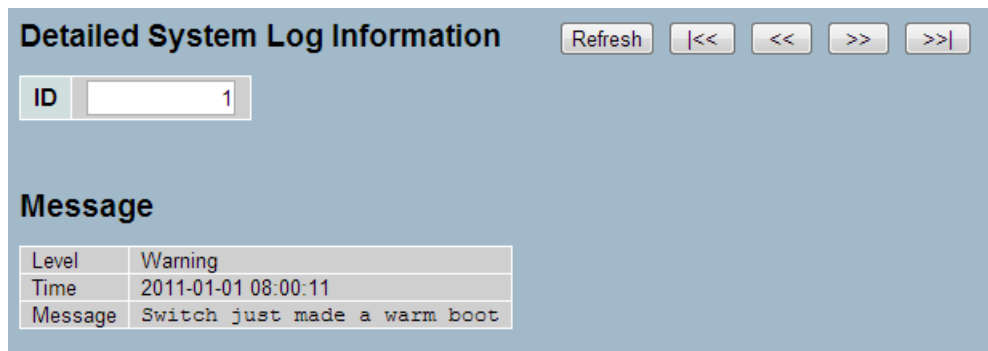 Detailed System Log Information
Refresh |<< << >> >>|
ID 1
Message
Level Warning
Time 2011-01-01 08:00:11
Message Switch just made a warm boot